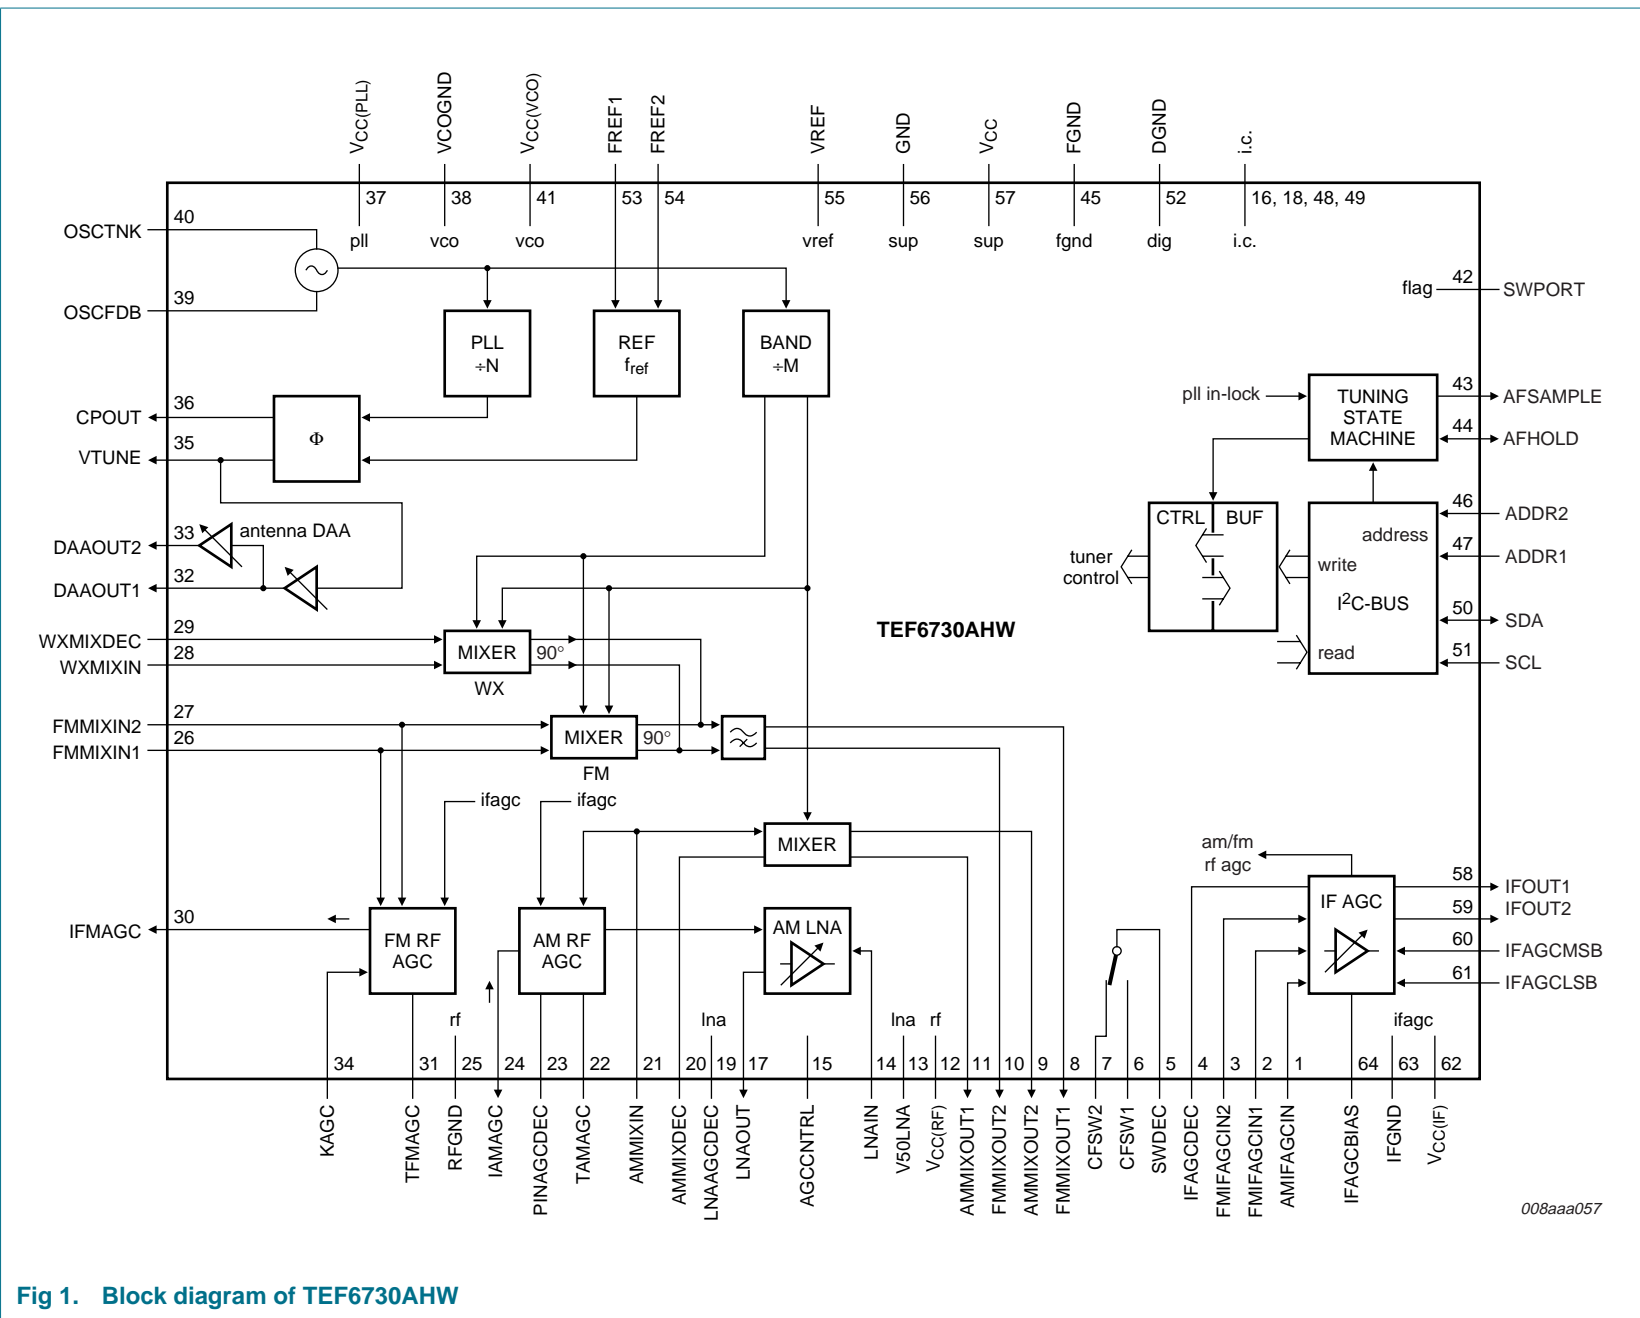 VCC(PLL)
VCOGND
VCC(VCO)
FREF1
FREF2
VREF
GND
VCC
FGND
DGND
i.c.
37
38
41
53
54
55
56
57
45
52
16, 18, 48, 49
pll
vco
vco
vref
sup
sup
fgnd
dig
i.c.
OSCTNK
40
OSCFDB
39
flag
42
SWPORT
PLL
÷N
REF
fref
BAND
÷M
CPOUT
36
VTUNE
35
Φ
pll in-lock
TUNING
STATE
MACHINE
43
AFSAMPLE
44
AFHOLD
DAAOUT2
33
antenna DAA
DAAOUT1
32
tuner
control
CTRL
BUF
address
write
I2C-BUS
read
46
ADDR2
47
ADDR1
50
SDA
51
SCL
TEF6730AHW
WXMIXDEC
29
WXMIXIN
28
MIXER
90°
WX
FMMIXIN2
27
FMMIXIN1
26
MIXER
90°
FM
ifagc
ifagc
MIXER
am/fm
rf agc
IFMAGC
30
FM RF
AGC
AM RF
AGC
AM LNA
IF AGC
58
IFOUT1
59
IFOUT2
60
IFAGCMSB
61
IFAGCLSB
rf
lna
lna
rf
ifagc
34
31
25
24
23
22
21
20
19
17
15
14
13
12
11
10
9
8
7
6
5
4
3
2
1
64
63
62
KAGC
TFMAGC
RFGND
IAMAGC
PINAGCDEC
TAMAGC
AMMIXIN
AMMIXDEC
LNAAGCDEC
LNAOUT
AGCCNTRL
LNAIN
V50LNA
VCC(RF)
AMMIXOUT1
FMMIXOUT2
AMMIXOUT2
FMMIXOUT1
CFSW2
CFSW1
SWDEC
IFAGCDEC
FMIFAGCIN2
FMIFAGCIN1
AMIFAGCIN
IFAGCBIAS
IFGND
VCC(IF)
008aaa057
Fig 1. Block diagram of TEF6730AHW